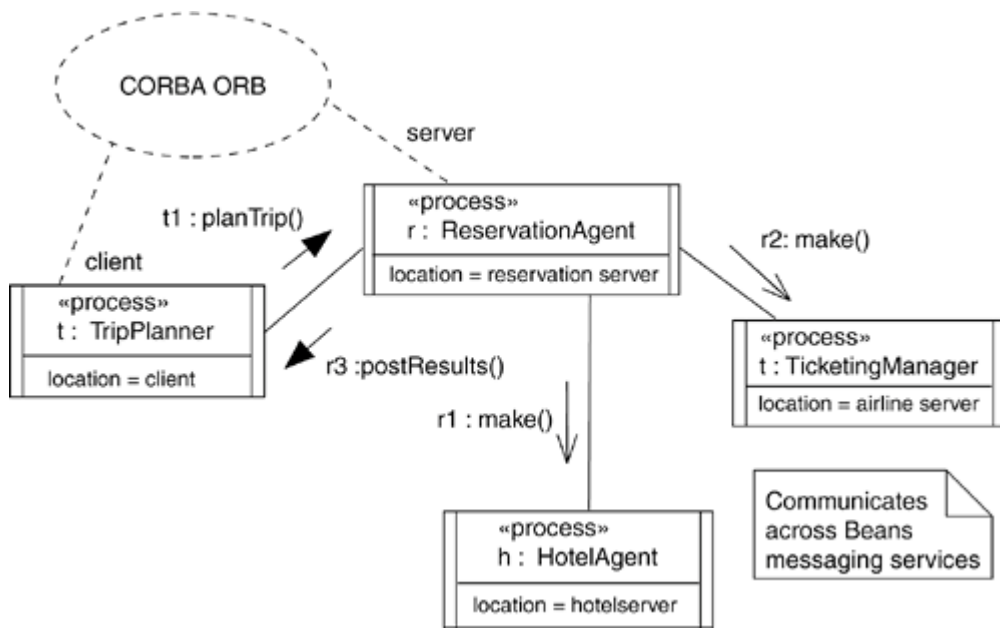 CORBA ORB
server
«process»
r : ReservationAgent
location = reservation server
t1 : planTrip()
r2: make()
client
«process»
t : TripPlanner
location = client
r3 :postResults()
«process»
t : TicketingManager
location = airline server
r1 : make()
Communicates
across Beans
messaging services
«process»
h : HotelAgent
location = hotelserver